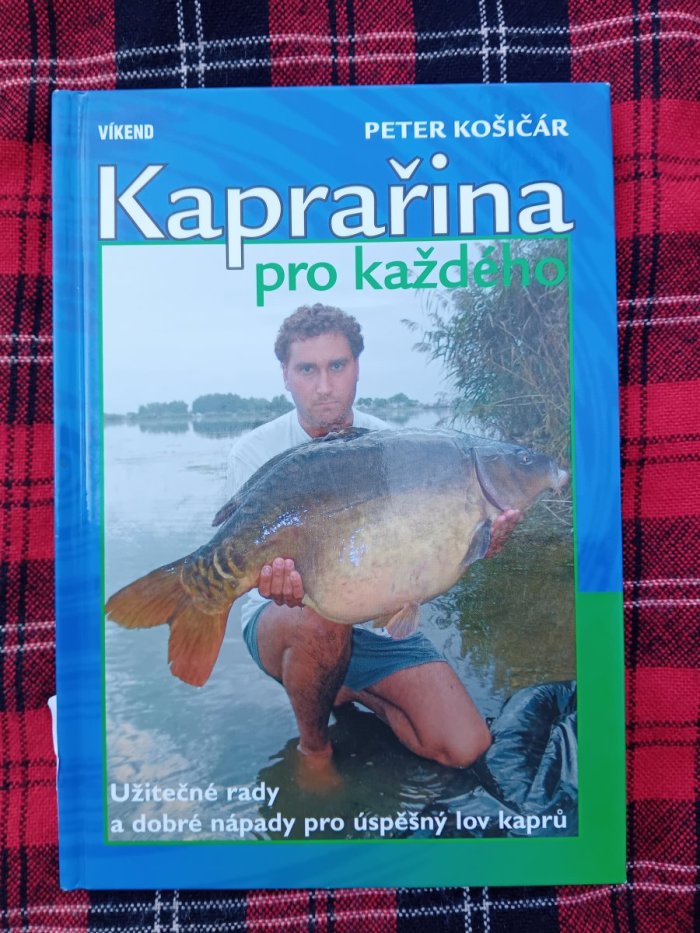 VÍKEND
PETER KOŠIČÁR
Kaprařina
pro každého
Užitečné rady
a dobré nápady pro úspěšný lov kaprů